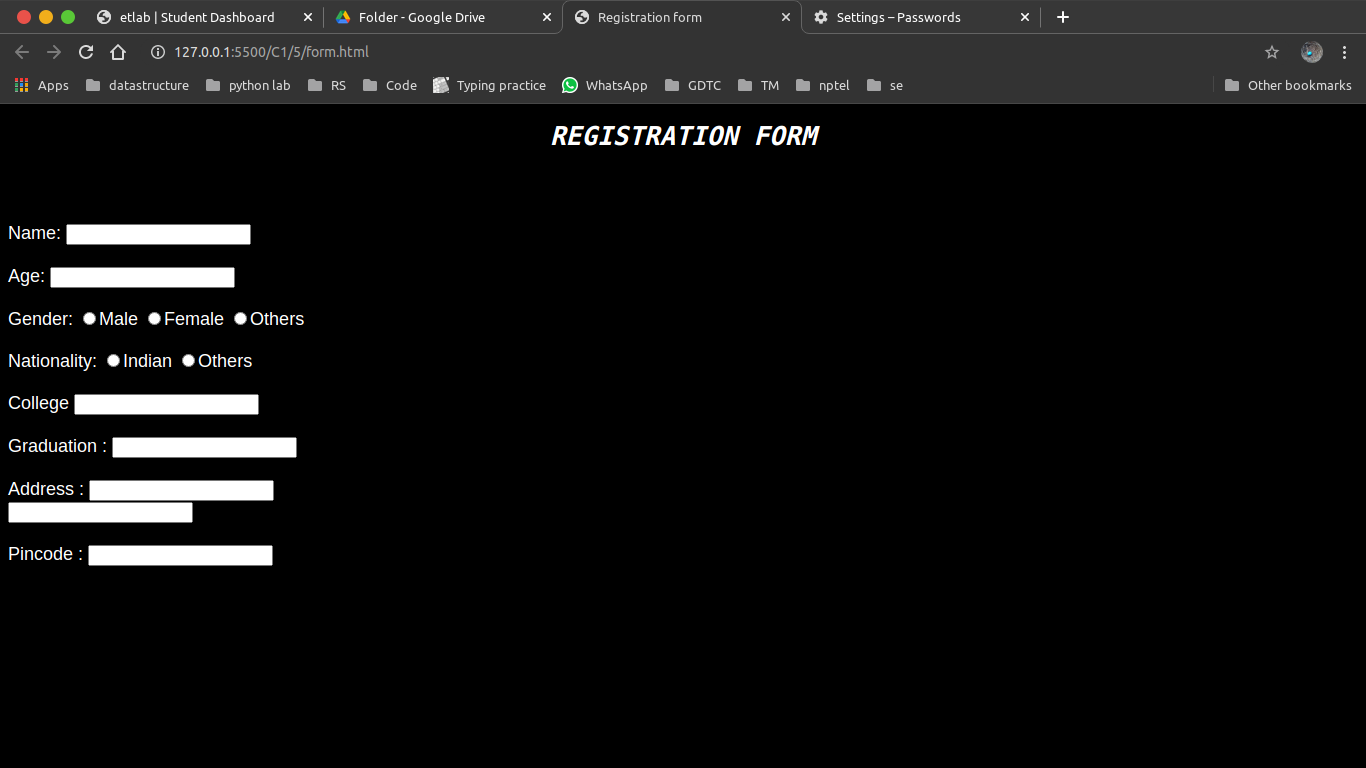 etlab | Student Dashboard Folder - Google Drive Registration form Settings – Passwords
127.0.0.1:5500/C1/5/form.html
Apps datastructure python lab RS Code Typing practice WhatsApp GDTC TM nptel se Other bookmarks
REGISTRATION FORM
Name:
Age:
Gender: Male Female Others
Nationality: Indian Others
College
Graduation :
Address :
Pincode :